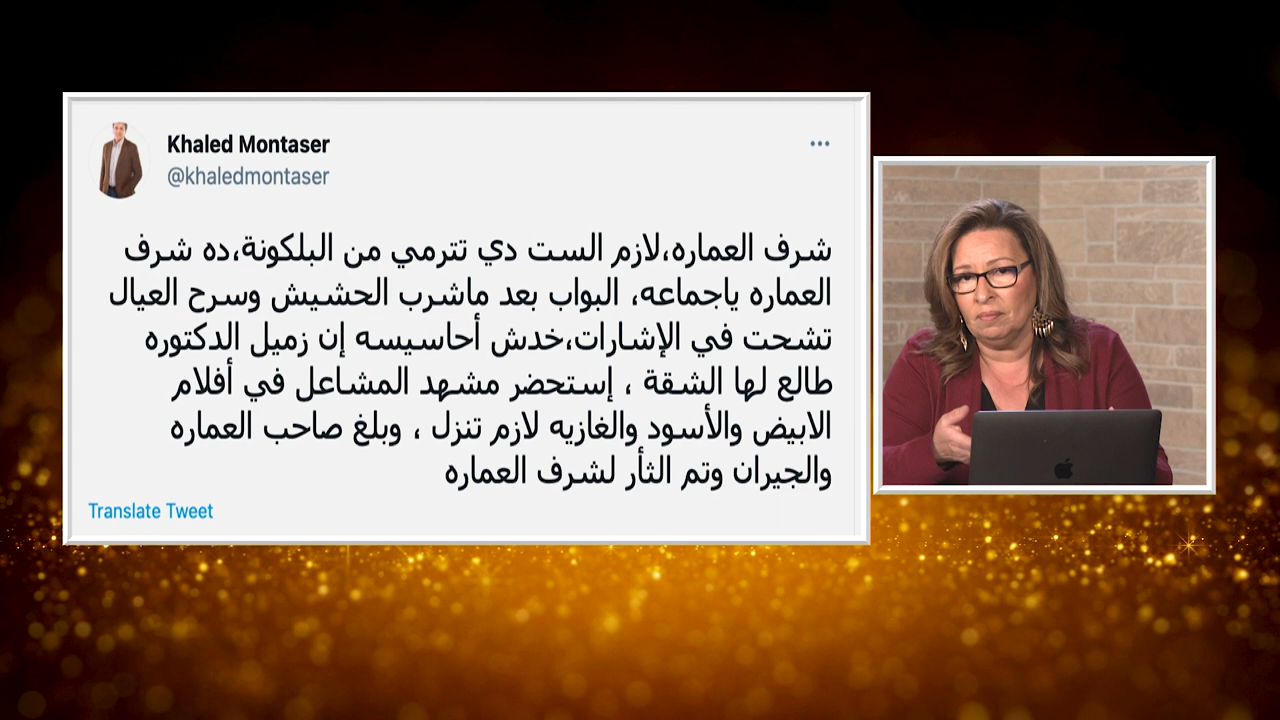 Khaled Montaser
@khaledmontaser
شرف العماره،لازم الست دي تترمي من البلكونة،ده شرف
العماره ياجماعه، البواب بعد ماشرب الحشيش وسرح العيال
تشحت في الإشارات،خدش أحاسيسه إن زميل الدكتوره
طالع لها الشقة ، إستحضر مشهد المشاعل في أفلام
الابيض والأسود والغازيه لازم تنزل ، وبلغ صاحب العماره
والجيران وتم الثأر لشرف العماره
Translate Tweet